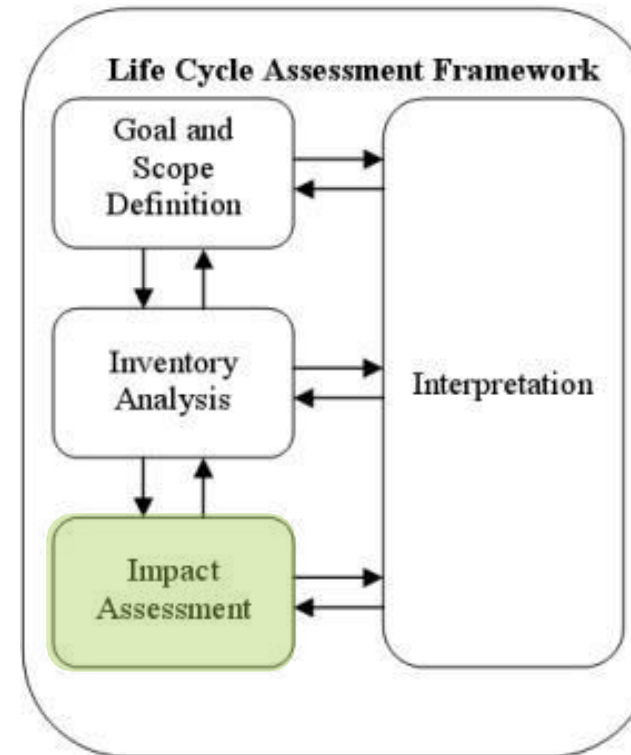 Life Cycle Assessment Framework
Goal and
Scope
Definition
Inventory
Analysis
Interpretation
Impact
Assessment